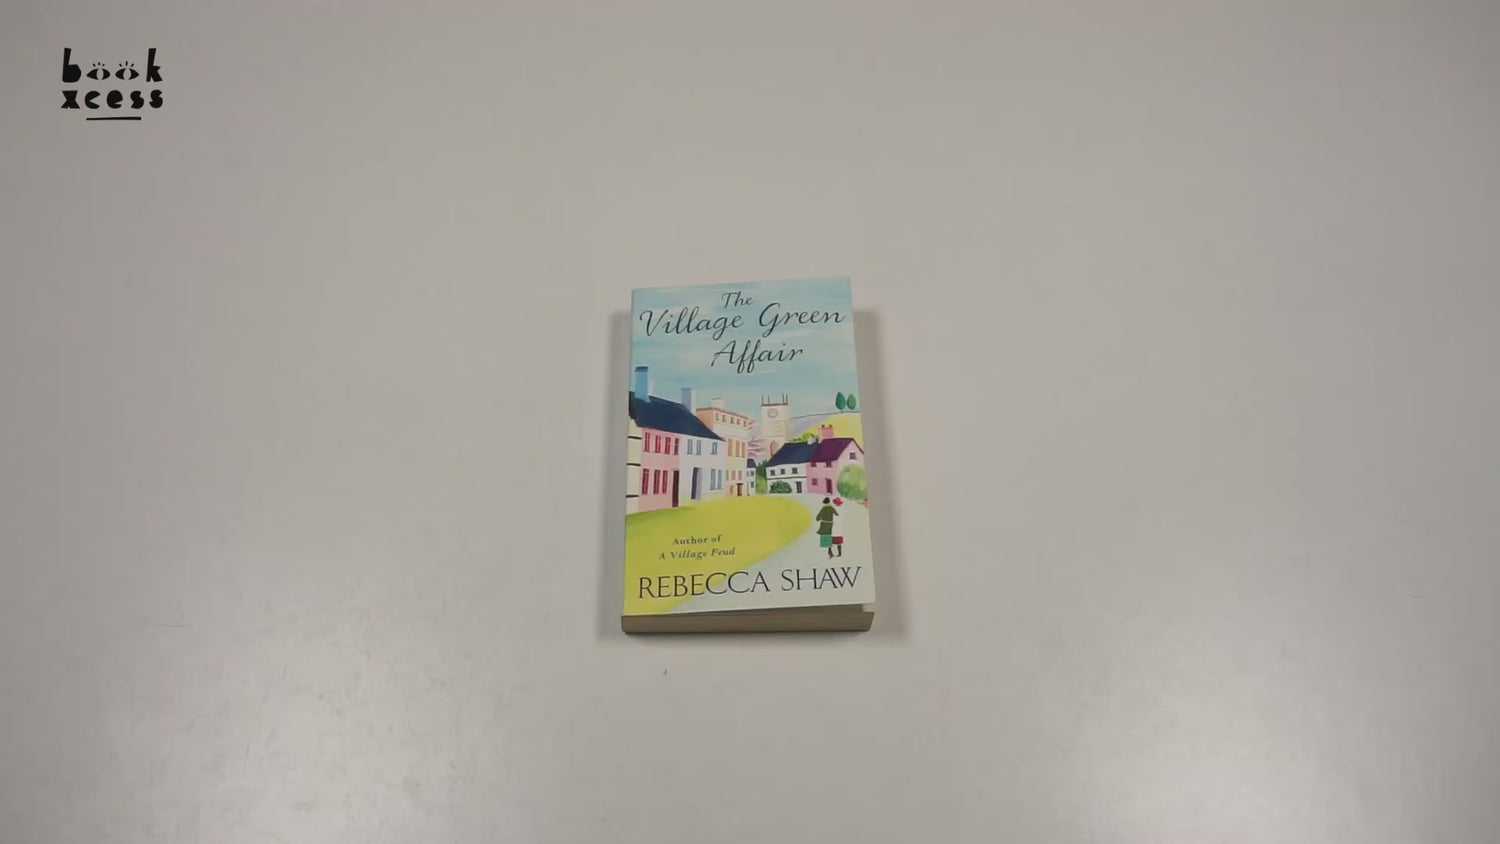 book
xcess
The
Village Green
Affair
Author of
A Village Feud
REBECCA SHAW